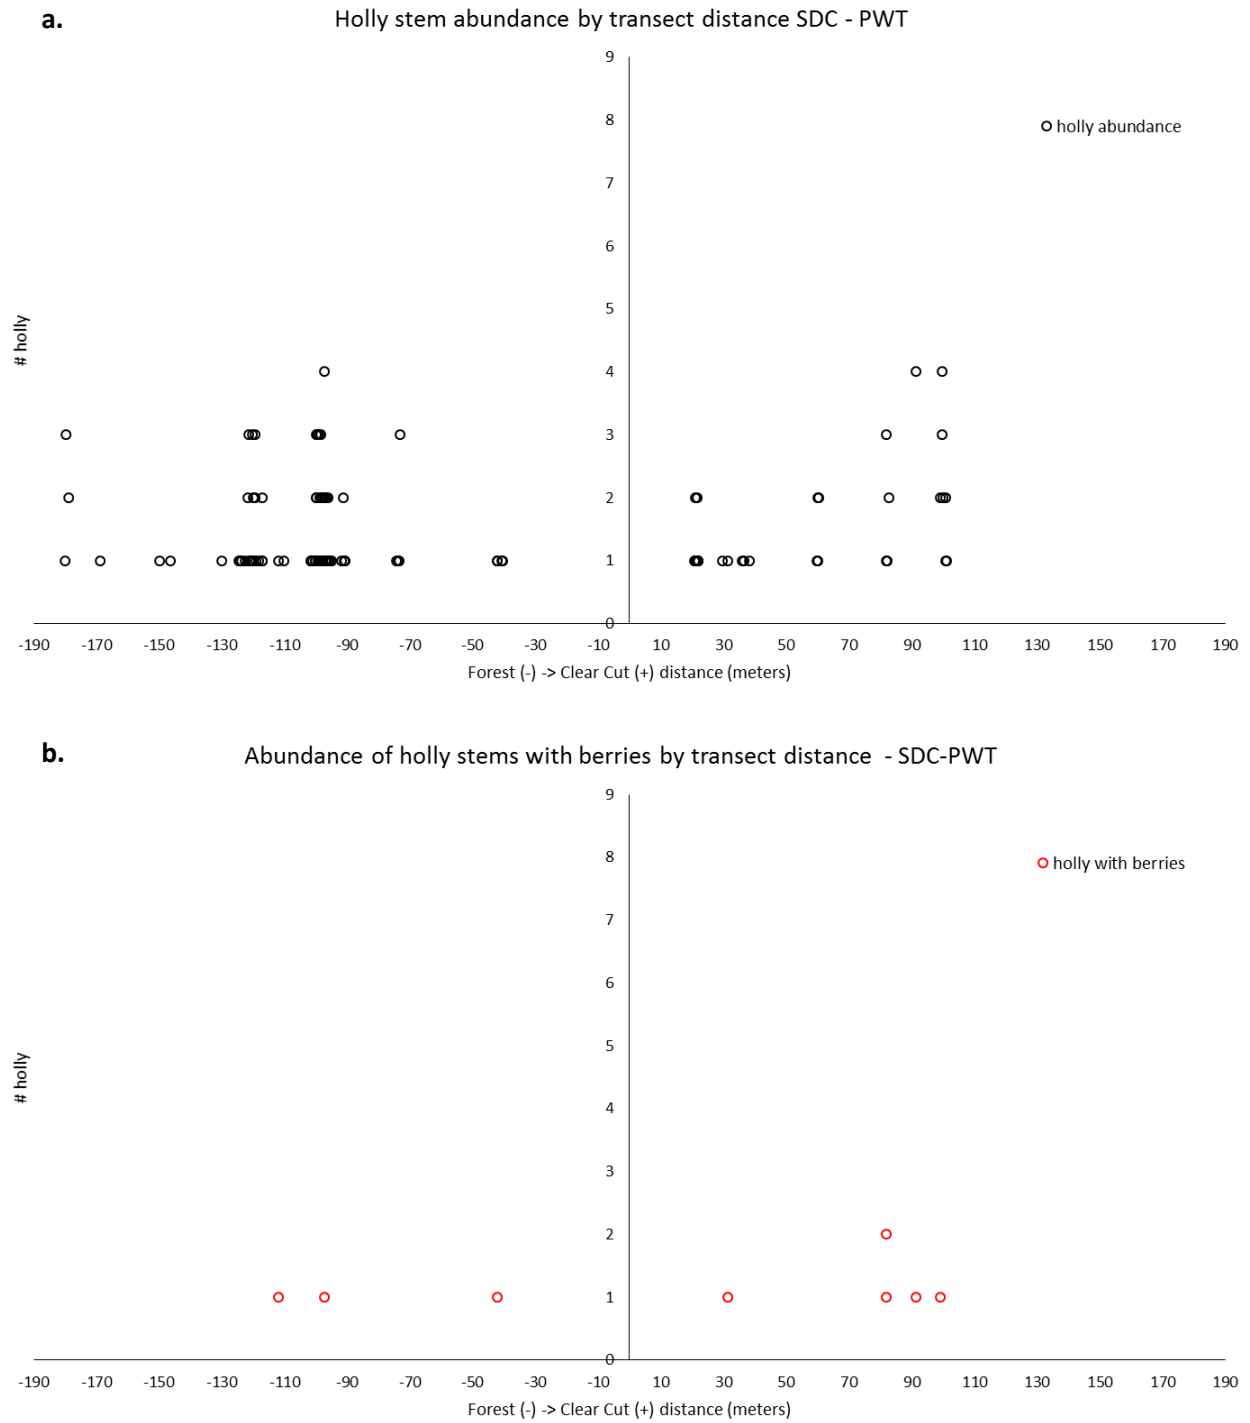 a.
Holly stem abundance by transect distance SDC - PWT
9
8
holly abundance
7
6
5
# holly
4
3
2
1
0
-190 -170 -150 -130 -110 -90 -70 -50 -30 -10 10 30 50 70 90 110 130 150 170 190
Forest (-) -> Clear Cut (+) distance (meters)
b.
Abundance of holly stems with berries by transect distance - SDC-PWT
9
8
holly with berries
7
6
5
# holly
4
3
2
1
0
-190 -170 -150 -130 -110 -90 -70 -50 -30 -10 10 30 50 70 90 110 130 150 170 190
Forest (-) -> Clear Cut (+) distance (meters)